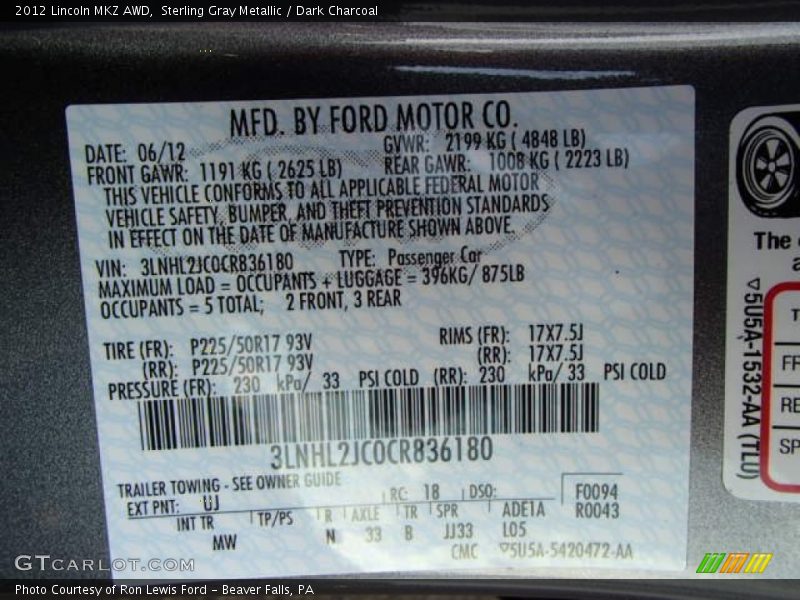 2012 Lincoln MKZ AWD,  Sterling Gray Metallic / Dark Charcoal
MFD. BY FORD MOTOR CO.
DATE: 06/12 GVWR: 2199 KG ( 4848 LB)
FRONT GAWR: 1191 KG ( 2625 LB) REAR GAWR: 1008 KG ( 2223 LB)
THIS VEHICLE CONFORMS TO ALL APPLICABLE FEDERAL MOTOR
VEHICLE SAFETY, BUMPER, AND THEFT PREVENTION STANDARDS
IN EFFECT ON THE DATE OF MANUFACTURE SHOWN ABOVE.
VIN: 3LNHL2JC0CR836180 TYPE: Passenger Car
MAXIMUM LOAD = OCCUPANTS + LUGGAGE = 396KG/ 875LB
OCCUPANTS = 5 TOTAL; 2 FRONT, 3 REAR
TIRE (FR): P225/50R17 93V RIMS (FR): 17X7.5J
(RR): P225/50R17 93V (RR): 17X7.5J
PRESSURE (FR): 230 kPa/ 33 PSI COLD (RR): 230 kPa/ 33 PSI COLD
3LNHL2JC0CR836180
TRAILER TOWING - SEE OWNER GUIDE
EXT PNT: UJ RC: 18 DSO: F0094
INT TR TP/PS R AXLE TR SPR ADE1A R0043
MW N 33 B JJ33 L05
CMC 5U5A-5420472-AA
The
5U5A-1532-AA (TLU)
GTCARLOT.COM
Photo Courtesy of Ron Lewis Ford - Beaver Falls, PA